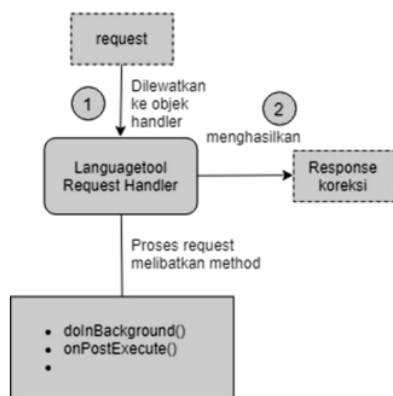 request
1
Dilewatkan
ke objek
handler
2
menghasilkan
Languagetool
Request Handler
Response
koreksi
Proses request
melibatkan method
• doInBackground()
• onPostExecute()
•